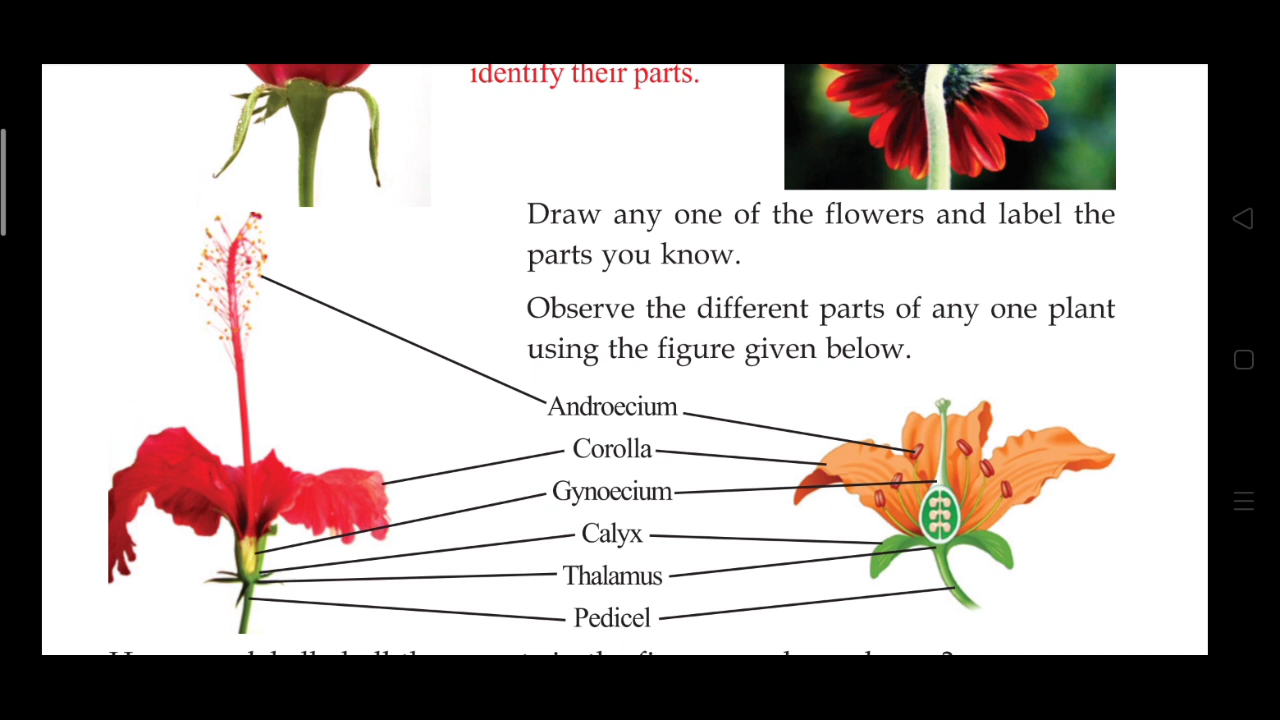 identify their parts.
Draw any one of the flowers and label the
parts you know.
Observe the different parts of any one plant
using the figure given below.
Androecium
Corolla
Gynoecium
Calyx
Thalamus
Pedicel